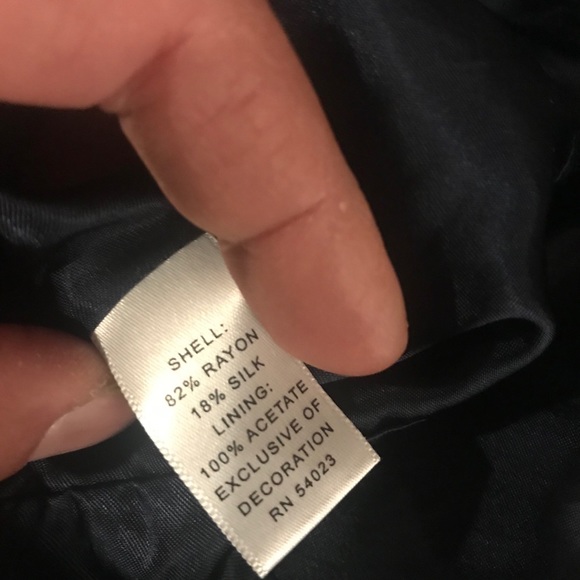 SHELL:
82% RAYON
18% SILK
LINING:
100% ACETATE
EXCLUSIVE OF
DECORATION
RN 54023